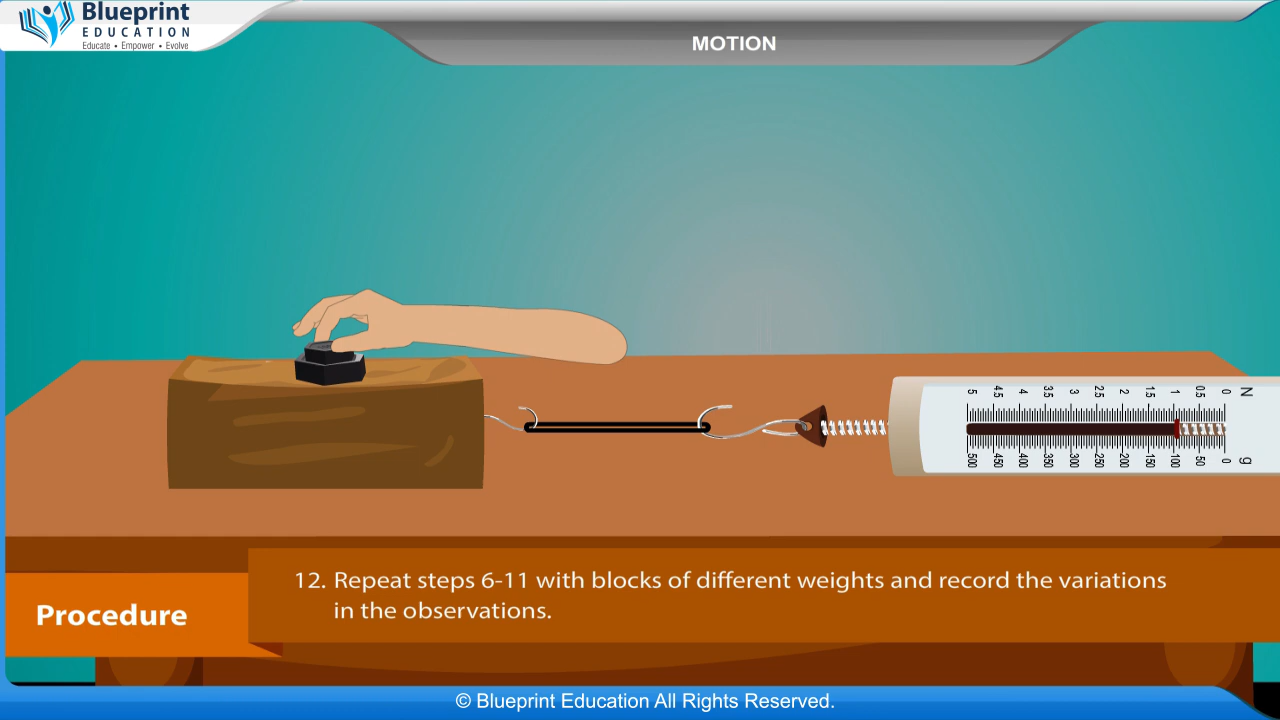 Blueprint
EDUCATION
Educate • Empower • Evolve
MOTION
5 4.5 4 3.5 3 2.5 2 1.5 1 0.5 0 N
500 450 400 350 300 250 200 150 100 50 0 g
12. Repeat steps 6-11 with blocks of different weights and record the variations
in the observations.
Procedure
© Blueprint Education All Rights Reserved.